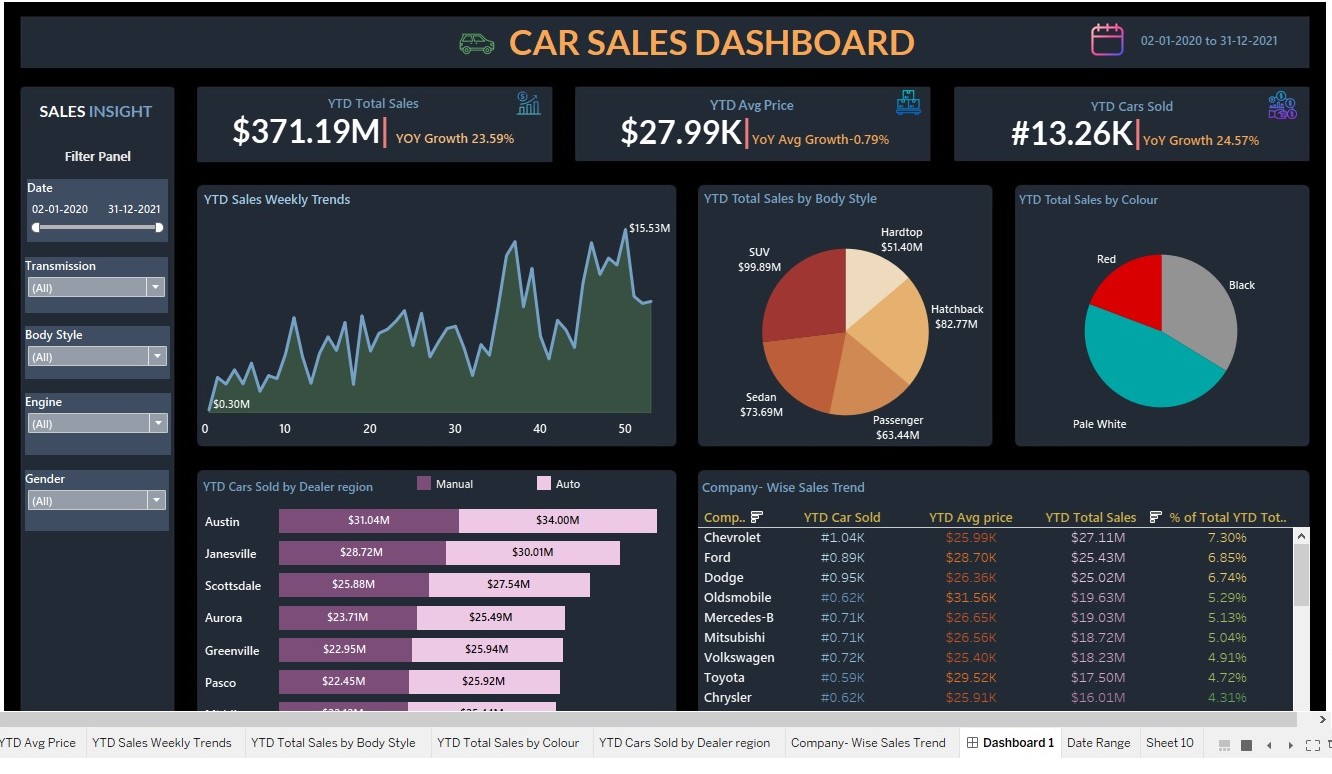 CAR SALES DASHBOARD
02-01-2020 to 31-12-2021
SALES INSIGHT
Filter Panel
Date
02-01-2020 31-12-2021
Transmission
(All)
Body Style
(All)
Engine
(All)
Gender
(All)
YTD Total Sales
$371.19M YOY Growth 23.59%
YTD Avg Price
$27.99K YoY Avg Growth-0.79%
YTD Cars Sold
#13.26K YoY Growth 24.57%
YTD Sales Weekly Trends
$15.53M
$0.30M
0 10 20 30 40 50
YTD Total Sales by Body Style
Hardtop
$51.40M
SUV
$99.89M
Hatchback
$82.77M
Sedan
$73.69M
Passenger
$63.44M
YTD Total Sales by Colour
Red
Black
Pale White
YTD Cars Sold by Dealer region
Manual Auto
Austin $31.04M $34.00M
Janesville $28.72M $30.01M
Scottsdale $25.88M $27.54M
Aurora $23.71M $25.49M
Greenville $22.95M $25.94M
Pasco $22.45M $25.92M
Company- Wise Sales Trend
Comp.. YTD Car Sold YTD Avg price YTD Total Sales % of Total YTD Tot..
Chevrolet #1.04K $25.99K $27.11M 7.30%
Ford #0.89K $28.70K $25.43M 6.85%
Dodge #0.95K $26.36K $25.02M 6.74%
Oldsmobile #0.62K $31.56K $19.63M 5.29%
Mercedes-B #0.71K $26.65K $19.03M 5.13%
Mitsubishi #0.71K $26.56K $18.72M 5.04%
Volkswagen #0.72K $25.40K $18.23M 4.91%
Toyota #0.59K $29.52K $17.50M 4.72%
Chrysler #0.62K $25.91K $16.01M 4.31%
YTD Avg Price YTD Sales Weekly Trends YTD Total Sales by Body Style YTD Total Sales by Colour YTD Cars Sold by Dealer region Company- Wise Sales Trend Dashboard 1 Date Range Sheet 10